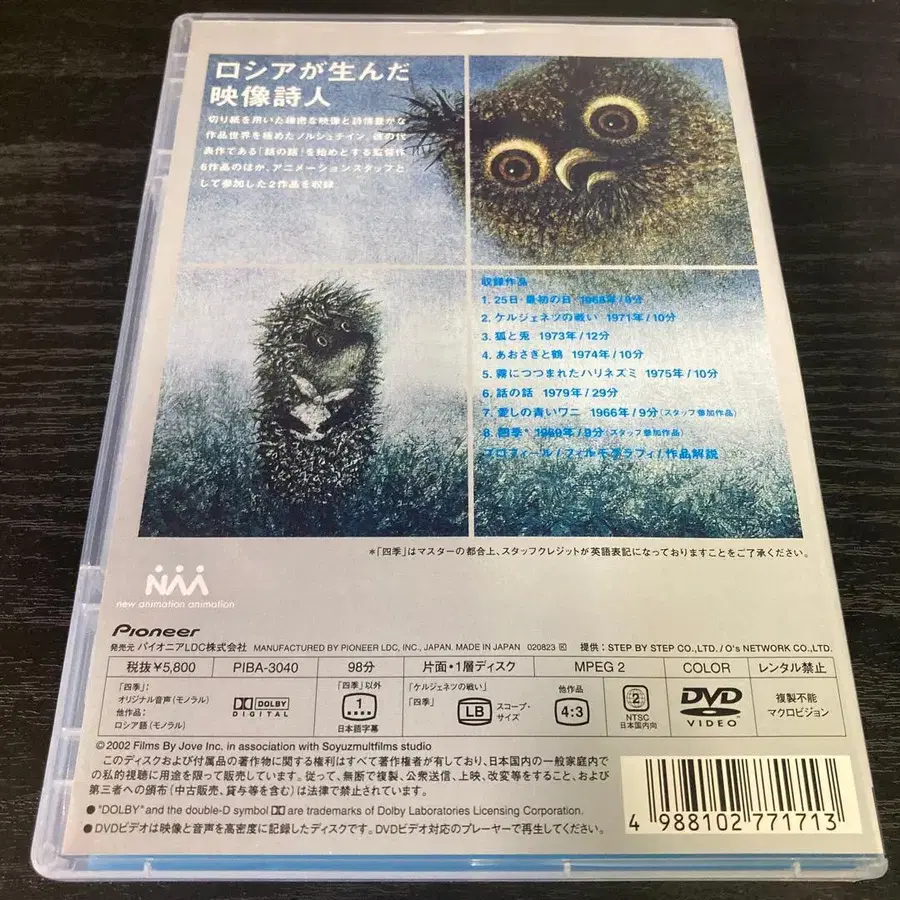 ロシアが生んだ
映像詩人
切り紙を用いた緻密な映像と詩情豊かな
作品世界を極めたノルシュテイン。彼の代
表作である「話の話」を始めとする監督作
6作品のほか、アニメーションスタッフと
して参加した2作品を収録。
収録作品
1. 25日・最初の日 1968年/9分
2. ケルジェネツの戦い 1971年/10分
3. 狐と兎 1973年/12分
4. あおさぎと鶴 1974年/10分
5. 霧につつまれたハリネズミ 1975年/10分
6. 話の話 1979年/29分
7. 愛しの青いワニ 1966年/9分(スタッフ参加作品)
8. 四季* 1969年/9分(スタッフ参加作品)
プロフィール/フィルモグラフィ/作品解説
*「四季」はマスターの都合上、スタッフクレジットが英語表記になっておりますことをご了承ください。
new animation animation
Pioneer
発売元 パイオニアLDC株式会社 MANUFACTURED BY PIONEER LDC, INC., JAPAN. MADE IN JAPAN 020823 提供:STEP BY STEP CO.,LTD. / O's NETWORK CO.,LTD.
税抜¥5,800 PIBA-3040 98分 片面・1層ディスク MPEG 2 COLOR レンタル禁止
「四季」:
オリジナル音声(モノラル)
他作品:
ロシア語(モノラル)
DOLBY
DIGITAL
「四季」以外
1
日本語字幕
「ケルジェネツの戦い」
「四季」
LB
スコープ・
サイズ
他作品
4:3
2
NTSC
日本国内向
DVD
VIDEO
複製不能
マクロビジョン
©2002 Films By Jove Inc. in association with Soyuzmultfilms studio
このディスクおよび付属品の著作物に関する権利はすべて著作権者が有しており、日本国内の一般家庭内で
の私的視聴に用途を限って販売しています。従って、無断で複製、公衆送信、上映、改変等をすること、および
第三者への頒布(中古販売、貸与等を含む)は法律で禁止されています。
● "DOLBY"and the double-D symbol are trademarks of Dolby Laboratories Licensing Corporation.
● DVDビデオは映像と音声を高密度に記録したディスクです。DVDビデオ対応のプレーヤーで再生してください。
4 988102 771713